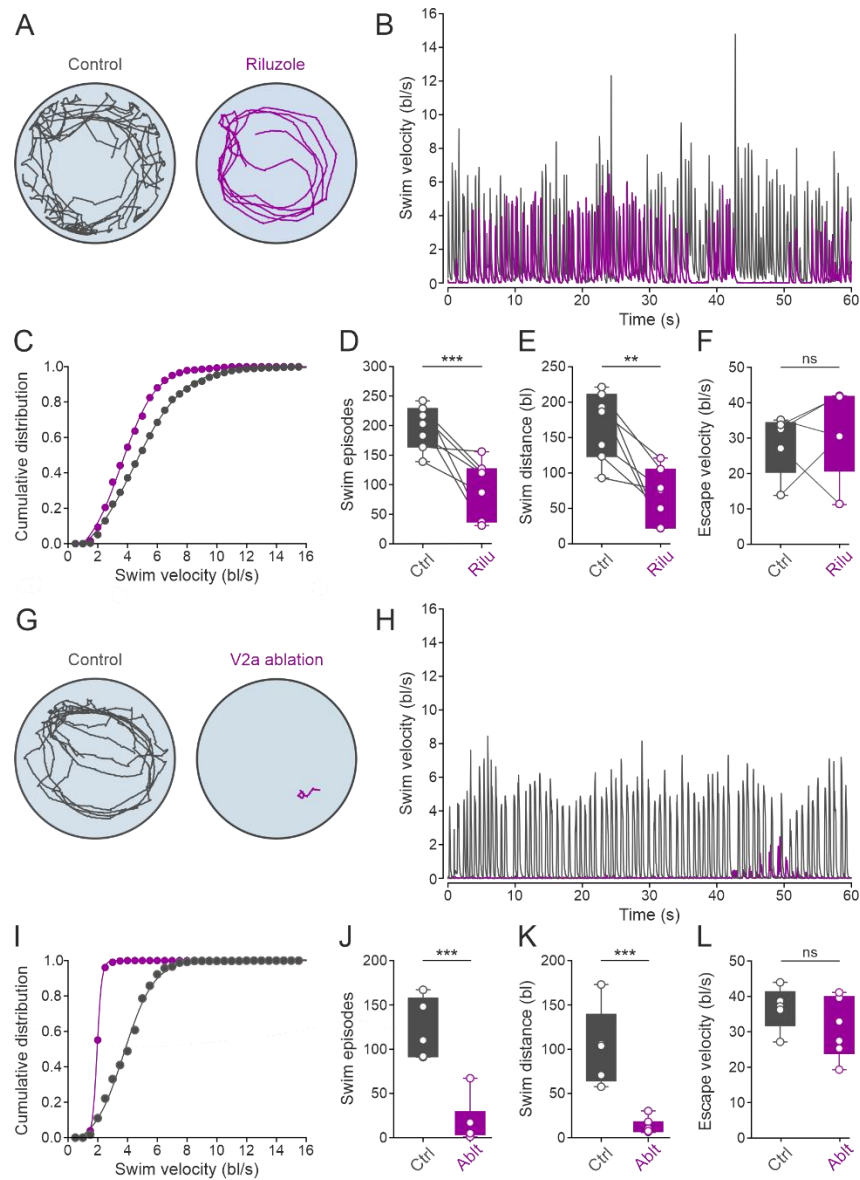 A
Control
Riluzole
B
Swim velocity (bl/s)
16
14
12
10
8
6
4
2
0
0 10 20 30 40 50 60
Time (s)
C
Cumulative distribution
1.0
0.8
0.6
0.4
0.2
0.0
0 2 4 6 8 10 12 14 16
Swim velocity (bl/s)
D
***
Swim episodes
300
250
200
150
100
50
0
Ctrl
Rilu
E
**
Swim distance (bl)
250
200
150
100
50
0
Ctrl
Rilu
F
ns
Escape velocity (bl/s)
50
40
30
20
10
0
Ctrl
Rilu
G
Control
V2a ablation
H
Swim velocity (bl/s)
16
14
12
10
8
6
4
2
0
0 10 20 30 40 50 60
Time (s)
I
Cumulative distribution
1.0
0.8
0.6
0.4
0.2
0.0
0 2 4 6 8 10 12 14 16
Swim velocity (bl/s)
J
***
Swim episodes
200
150
100
50
0
Ctrl
Ablt
K
***
Swim distance (bl)
200
150
100
50
0
Ctrl
Ablt
L
ns
Escape velocity (bl/s)
50
40
30
20
10
0
Ctrl
Ablt